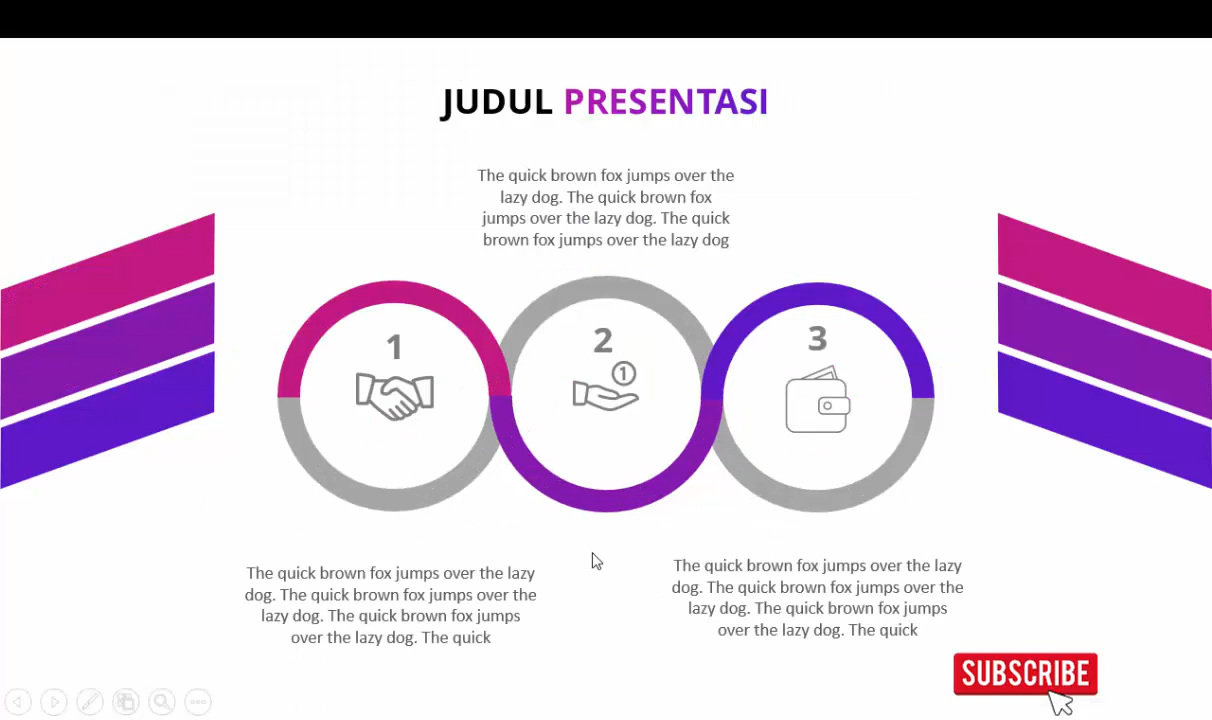 JUDUL PRESENTASI
The quick brown fox jumps over the
lazy dog. The quick brown fox
jumps over the lazy dog. The quick
brown fox jumps over the lazy dog
1
2
3
1
The quick brown fox jumps over the lazy
dog. The quick brown fox jumps over the
lazy dog. The quick brown fox jumps
over the lazy dog. The quick
The quick brown fox jumps over the lazy
dog. The quick brown fox jumps over the
lazy dog. The quick brown fox jumps
over the lazy dog. The quick
SUBSCRIBE